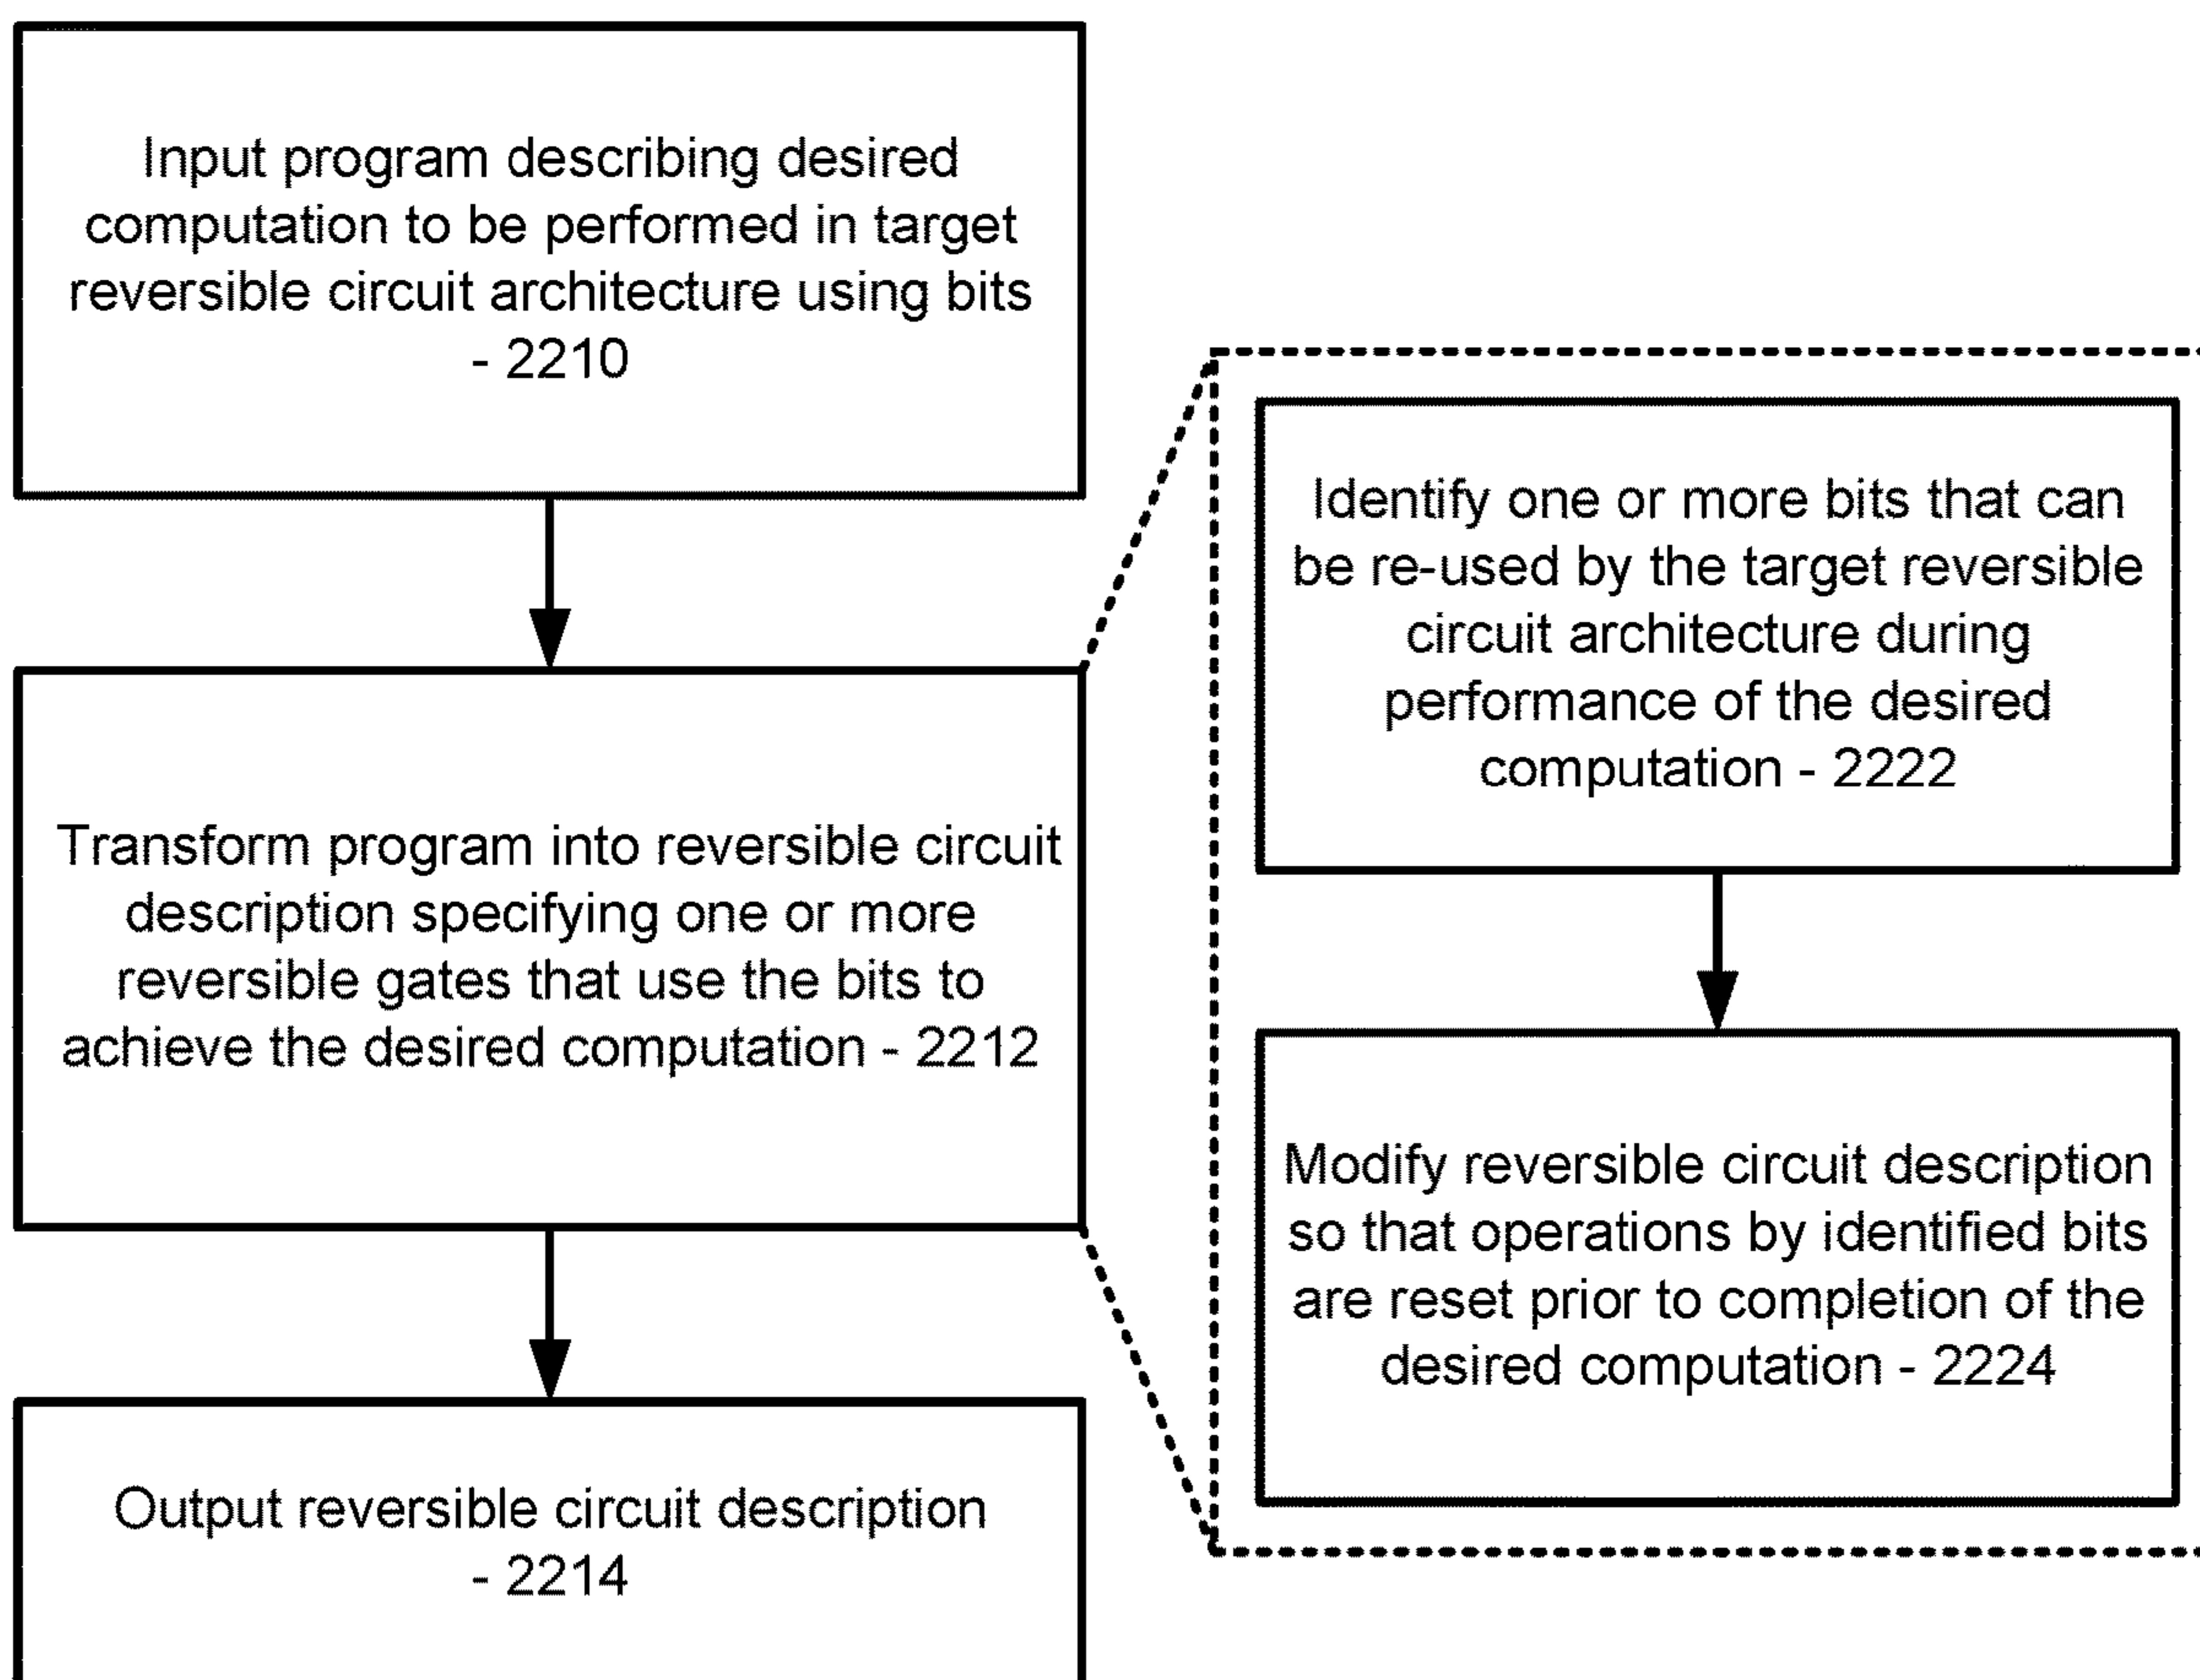 Input program describing desired
computation to be performed in target
reversible circuit architecture using bits
- 2210
Transform program into reversible circuit
description specifying one or more
reversible gates that use the bits to
achieve the desired computation - 2212
Output reversible circuit description
- 2214
Identify one or more bits that can
be re-used by the target reversible
circuit architecture during
performance of the desired
computation - 2222
Modify reversible circuit description
so that operations by identified bits
are reset prior to completion of the
desired computation - 2224